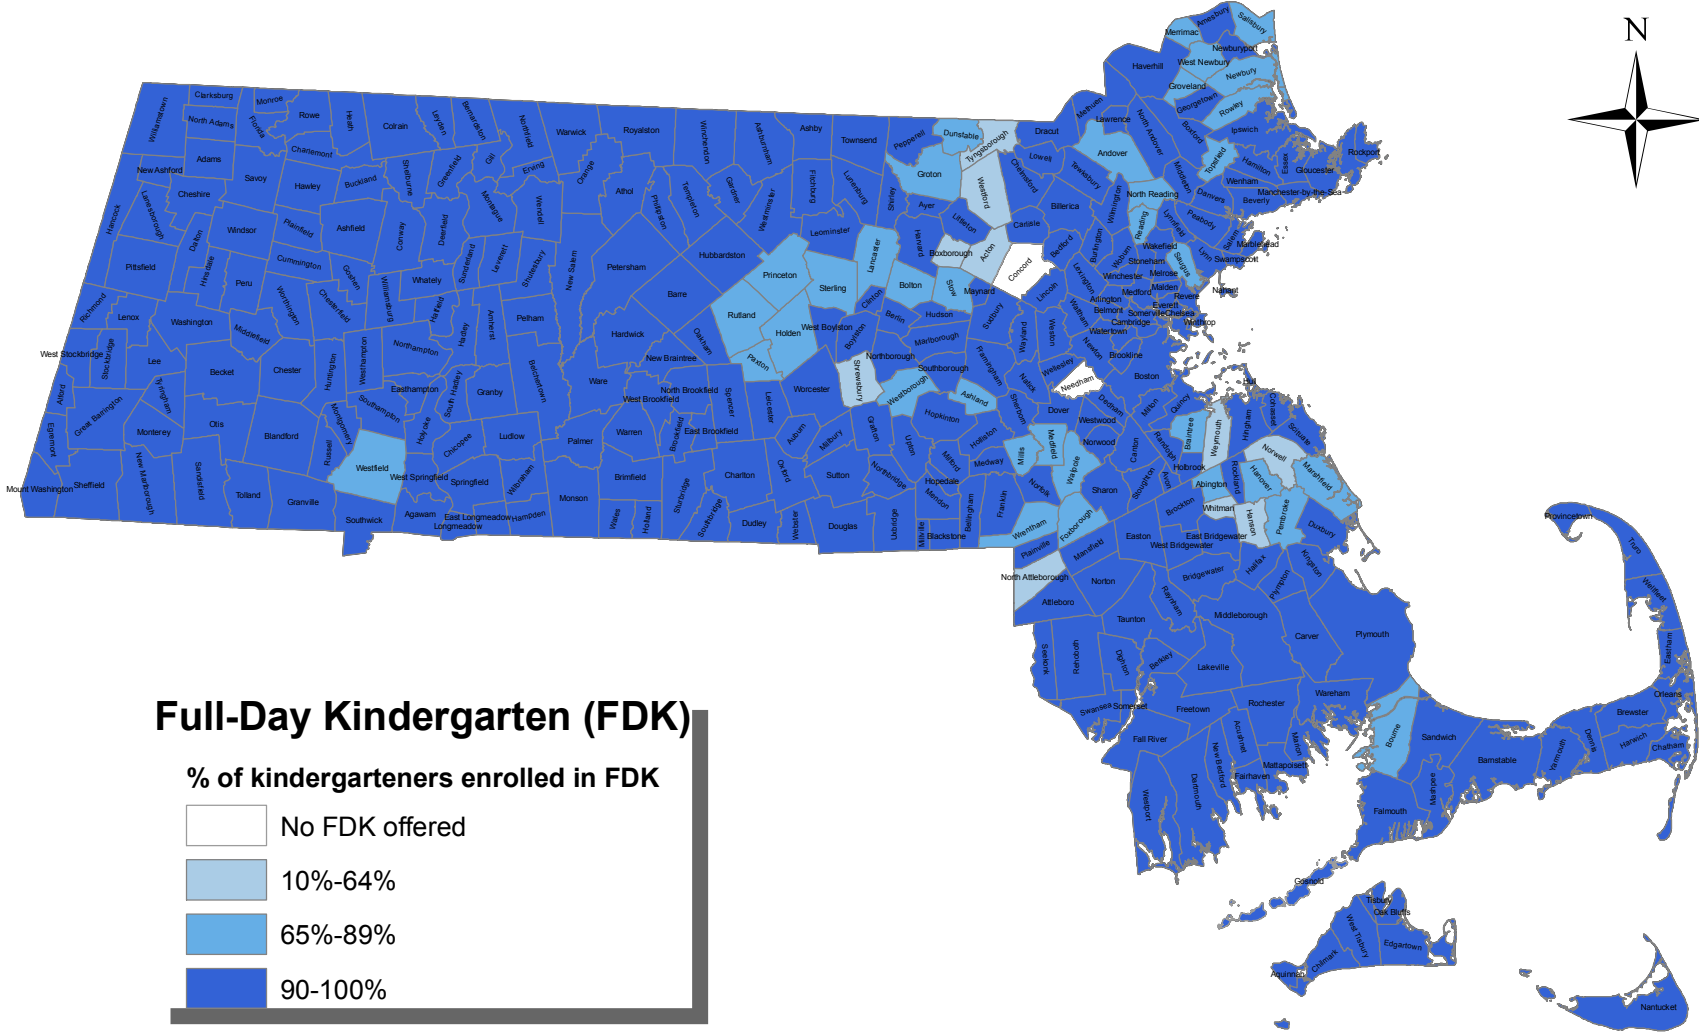 N
Salisbury
Amesbury
Merrimac
Newburyport
West Newbury
Newbury
Haverhill
Groveland
Georgetown
Rowley
Methuen
Lawrence
North Andover
Boxford
Ipswich
Andover
Topsfield
Hamilton
Essex
Gloucester
Rockport
Middleton
Wenham
Manchester-by-the-Sea
Danvers
Beverly
North Reading
Reading
Lynnfield
Peabody
Salem
Marblehead
Wilmington
Wakefield
Lynn
Swampscott
Saugus
Nahant
Williamstown
Clarksburg
North Adams
Monroe
Florida
Rowe
Heath
Colrain
Leyden
Bernardston
Northfield
Warwick
Royalston
Winchendon
Ashburnham
Ashby
Townsend
Pepperell
Dunstable
Tyngsborough
Dracut
Lowell
Chelmsford
Tewksbury
Billerica
New Ashford
Adams
Savoy
Charlemont
Hawley
Buckland
Shelburne
Greenfield
Gill
Erving
Orange
Athol
Phillipston
Templeton
Gardner
Westminster
Fitchburg
Lunenburg
Shirley
Groton
Ayer
Westford
Littleton
Carlisle
Bedford
Burlington
Woburn
Stoneham
Hancock
Lanesborough
Cheshire
Dalton
Windsor
Plainfield
Ashfield
Conway
Deerfield
Montague
Wendell
Leominster
Lancaster
Harvard
Boxborough
Acton
Concord
Lexington
Winchester
Melrose
Malden
Medford
Revere
Arlington
Everett
Belmont
Somerville
Chelsea
Cambridge
Winthrop
Watertown
Pittsfield
Hinsdale
Peru
Cummington
Goshen
Worthington
Chesterfield
Williamsburg
Whately
Hatfield
Sunderland
Leverett
Shutesbury
New Salem
Petersham
Hubbardston
Princeton
Sterling
Bolton
Clinton
Stow
Maynard
Lincoln
Waltham
Richmond
Lenox
Washington
Middlefield
Huntington
Westhampton
Northampton
Hadley
Amherst
Pelham
Barre
Hardwick
Oakham
Rutland
Holden
West Boylston
Boylston
Berlin
Hudson
Marlborough
Sudbury
Wayland
Weston
Newton
Brookline
Boston
West Stockbridge
Stockbridge
Lee
Becket
Chester
Easthampton
Southampton
South Hadley
Granby
Belchertown
Ware
New Braintree
North Brookfield
West Brookfield
Spencer
Leicester
Paxton
Worcester
Shrewsbury
Northborough
Southborough
Westborough
Framingham
Natick
Wellesley
Needham
Dedham
Milton
Quincy
Hull
Alford
Great Barrington
Tyringham
Monterey
Otis
Blandford
Montgomery
Russell
Holyoke
Chicopee
Ludlow
Palmer
Warren
Brookfield
East Brookfield
Auburn
Millbury
Grafton
Upton
Hopkinton
Ashland
Holliston
Sherborn
Dover
Westwood
Norwood
Canton
Randolph
Braintree
Weymouth
Hingham
Cohasset
Scituate
Egremont
Mount Washington
Sheffield
New Marlborough
Sandisfield
Tolland
Granville
Westfield
West Springfield
Springfield
Wilbraham
Southwick
Agawam
Longmeadow
East Longmeadow
Hampden
Monson
Brimfield
Wales
Holland
Sturbridge
Southbridge
Charlton
Dudley
Oxford
Webster
Sutton
Douglas
Northbridge
Uxbridge
Milford
Hopedale
Mendon
Millville
Blackstone
Bellingham
Medway
Millis
Medfield
Walpole
Norfolk
Franklin
Wrentham
Foxborough
Sharon
Stoughton
Avon
Holbrook
Brockton
Abington
Rockland
Norwell
Hanover
Marshfield
Whitman
Hanson
Pembroke
Duxbury
Plainville
Mansfield
Easton
West Bridgewater
East Bridgewater
Bridgewater
Halifax
Plympton
Kingston
North Attleborough
Attleboro
Norton
Raynham
Taunton
Middleborough
Carver
Plymouth
Seekonk
Rehoboth
Dighton
Berkley
Lakeville
Swansea
Somerset
Freetown
Rochester
Wareham
Fall River
Acushnet
Marion
Mattapoisett
New Bedford
Fairhaven
Dartmouth
Westport
Bourne
Sandwich
Barnstable
Mashpee
Falmouth
Yarmouth
Dennis
Harwich
Brewster
Chatham
Orleans
Eastham
Wellfleet
Truro
Provincetown
Gosnold
Tisbury
Oak Bluffs
West Tisbury
Edgartown
Chilmark
Aquinnah
Nantucket
Full-Day Kindergarten (FDK)
% of kindergarteners enrolled in FDK
No FDK offered
10%-64%
65%-89%
90-100%